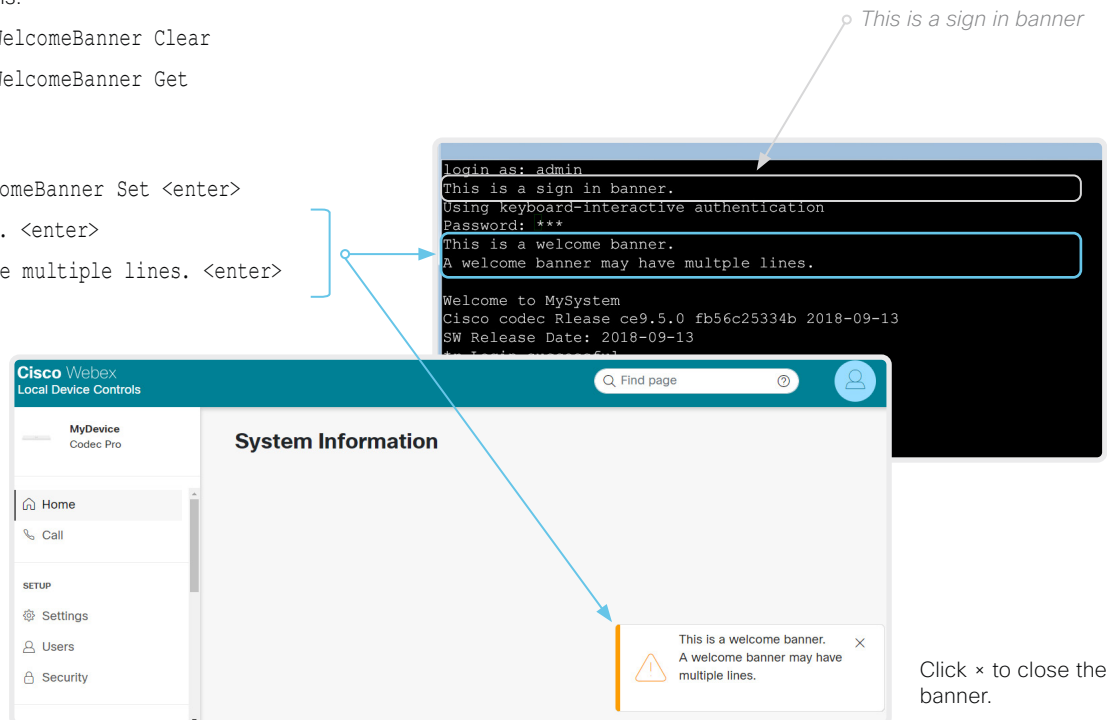 This is a sign in banner
WelcomeBanner Clear
WelcomeBanner Get
comeBanner Set <enter>
. <enter>
e multiple lines. <enter>
login as: admin
This is a sign in banner.
Using keyboard-interactive authentication
Password: ***
This is a welcome banner.
A welcome banner may have multple lines.
Welcome to MySystem
Cisco codec Rlease ce9.5.0 fb56c25334b 2018-09-13
SW Release Date: 2018-09-13
Cisco Webex
Local Device Controls
Find page
MyDevice
Codec Pro
System Information
Home
Call
SETUP
Settings
Users
Security
This is a welcome banner.
A welcome banner may have
multiple lines.
Click × to close the
banner.